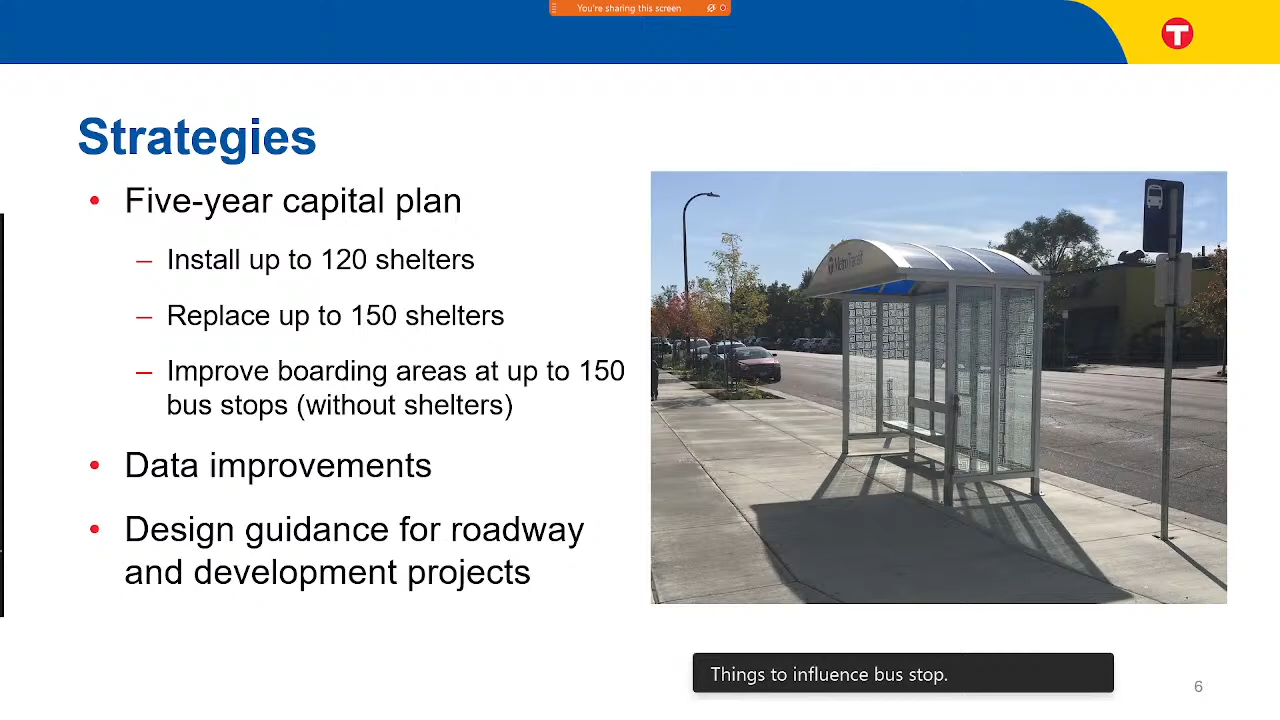 You're sharing this screen
T
Strategies
• Five-year capital plan
– Install up to 120 shelters
– Replace up to 150 shelters
– Improve boarding areas at up to 150
bus stops (without shelters)
• Data improvements
• Design guidance for roadway
and development projects
MetroTransit
Things to influence bus stop.
6